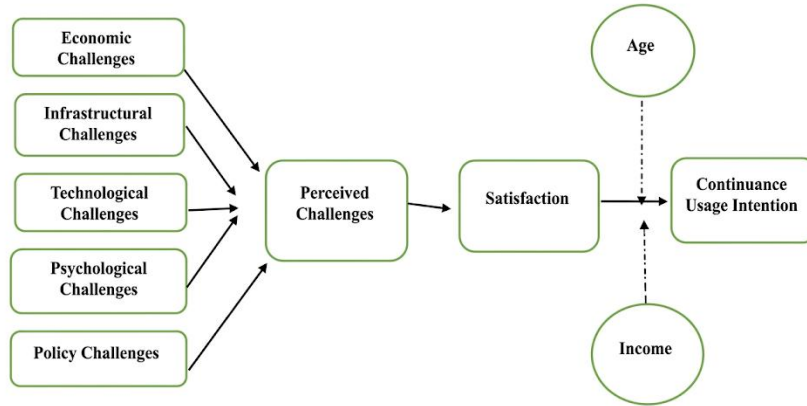 Economic
Challenges
Infrastructural
Challenges
Technological
Challenges
Psychological
Challenges
Policy Challenges
Perceived
Challenges
Satisfaction
Age
Continuance
Usage Intention
Income